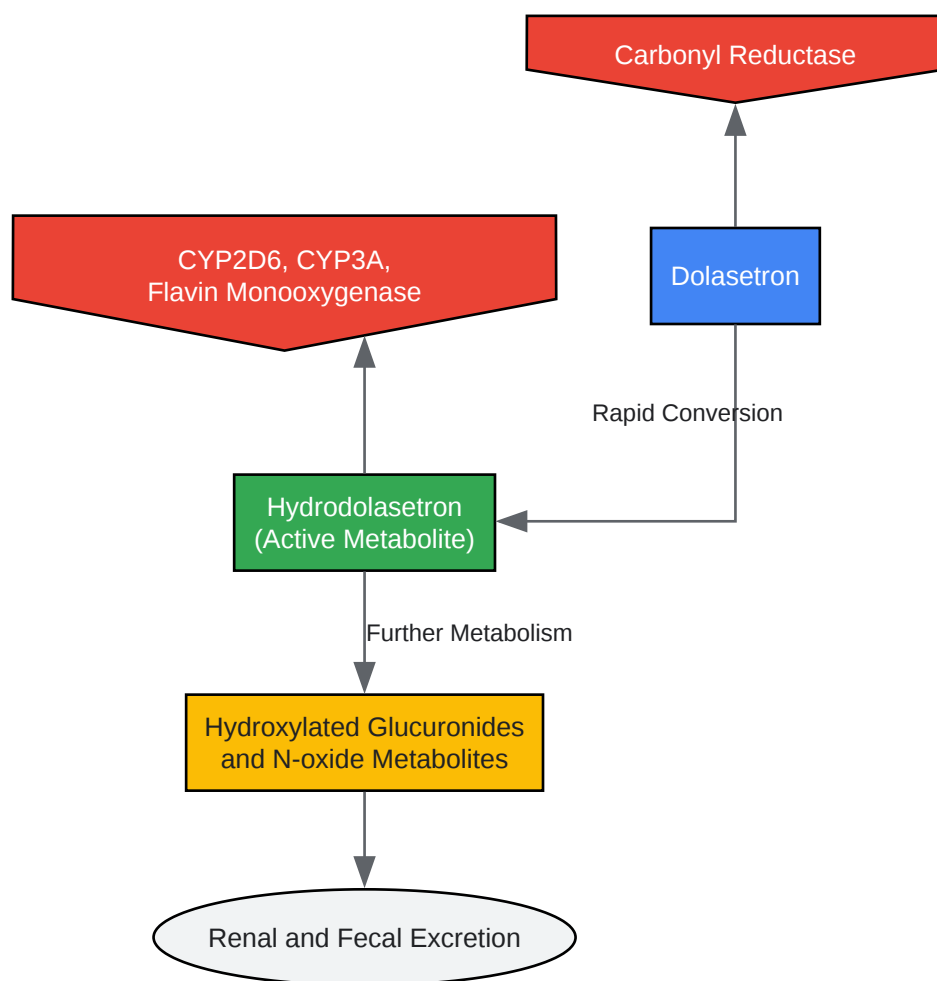 Carbonyl Reductase
CYP2D6, CYP3A,
Flavin Monooxygenase
Dolasetron
Rapid Conversion
Hydrodolasetron
(Active Metabolite)
Further Metabolism
Hydroxylated Glucuronides
and N-oxide Metabolites
Renal and Fecal Excretion